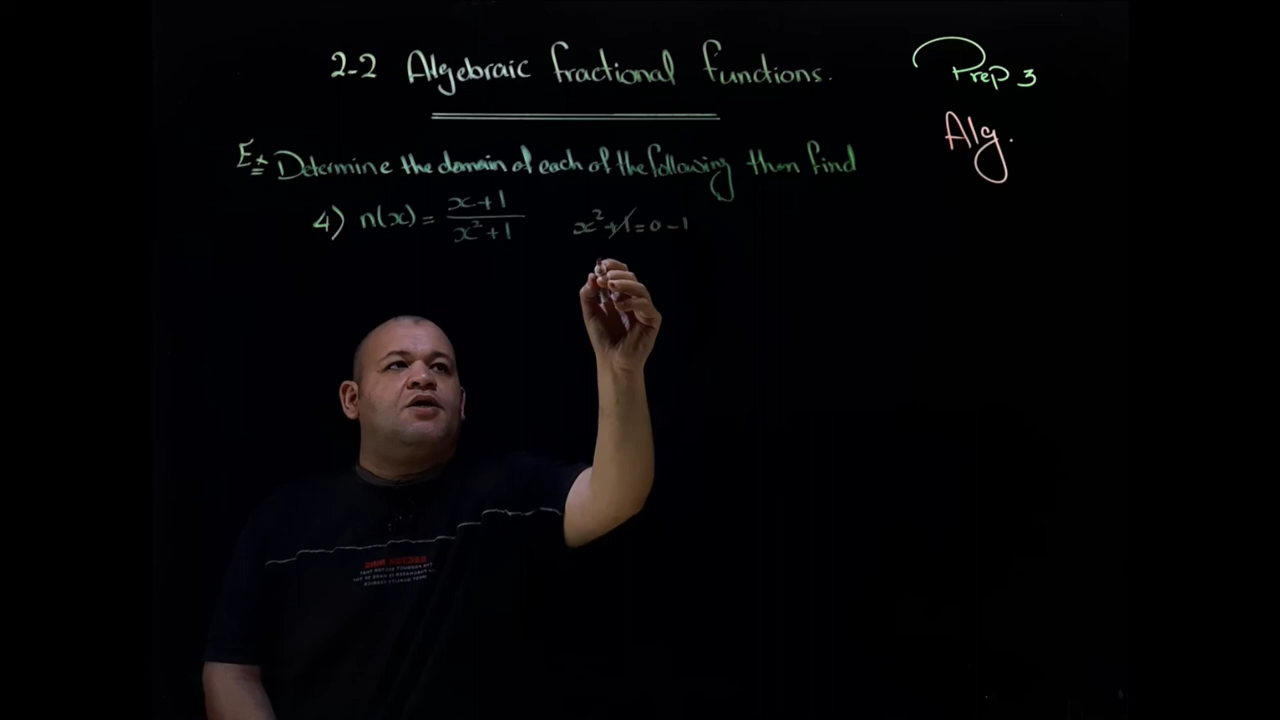 2-2 Algebraic fractional functions.
Prep 3
Alg.
Ex Determine the domain of each of the following then find
4) n(x) = x+1 / x²+1
x²+1=0-1